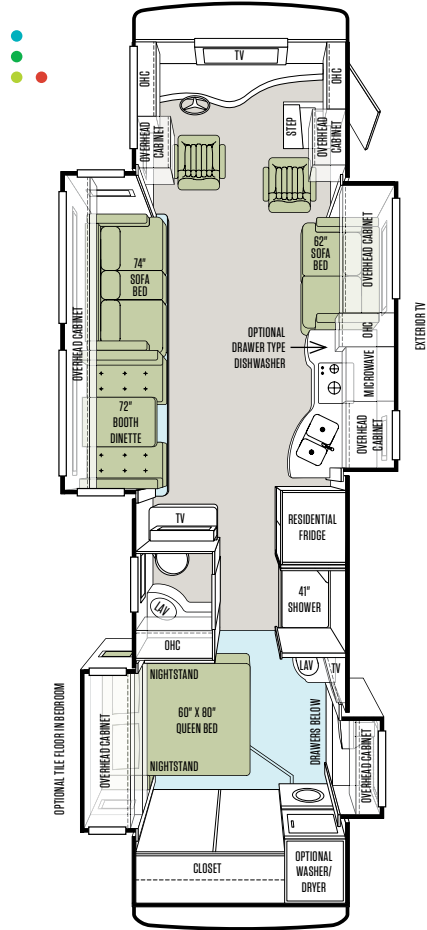 TV
OHC
OHC
OVERHEAD
CABINET
STEP
OVERHEAD
CABINET
OVERHEAD CABINET
74"
SOFA
BED
62"
SOFA
BED
OVERHEAD CABINET
OPTIONAL
DRAWER TYPE
DISHWASHER
OHC
MICROWAVE
EXTERIOR TV
72"
BOOTH
DINETTE
OVERHEAD
CABINET
TV
RESIDENTIAL
FRIDGE
LAV
41"
SHOWER
OHC
LAV
TV
OPTIONAL TILE FLOOR IN BEDROOM
OVERHEAD CABINET
NIGHTSTAND
60" X 80"
QUEEN BED
NIGHTSTAND
DRAWERS BELOW
OVERHEAD CABINET
CLOSET
OPTIONAL
WASHER/
DRYER